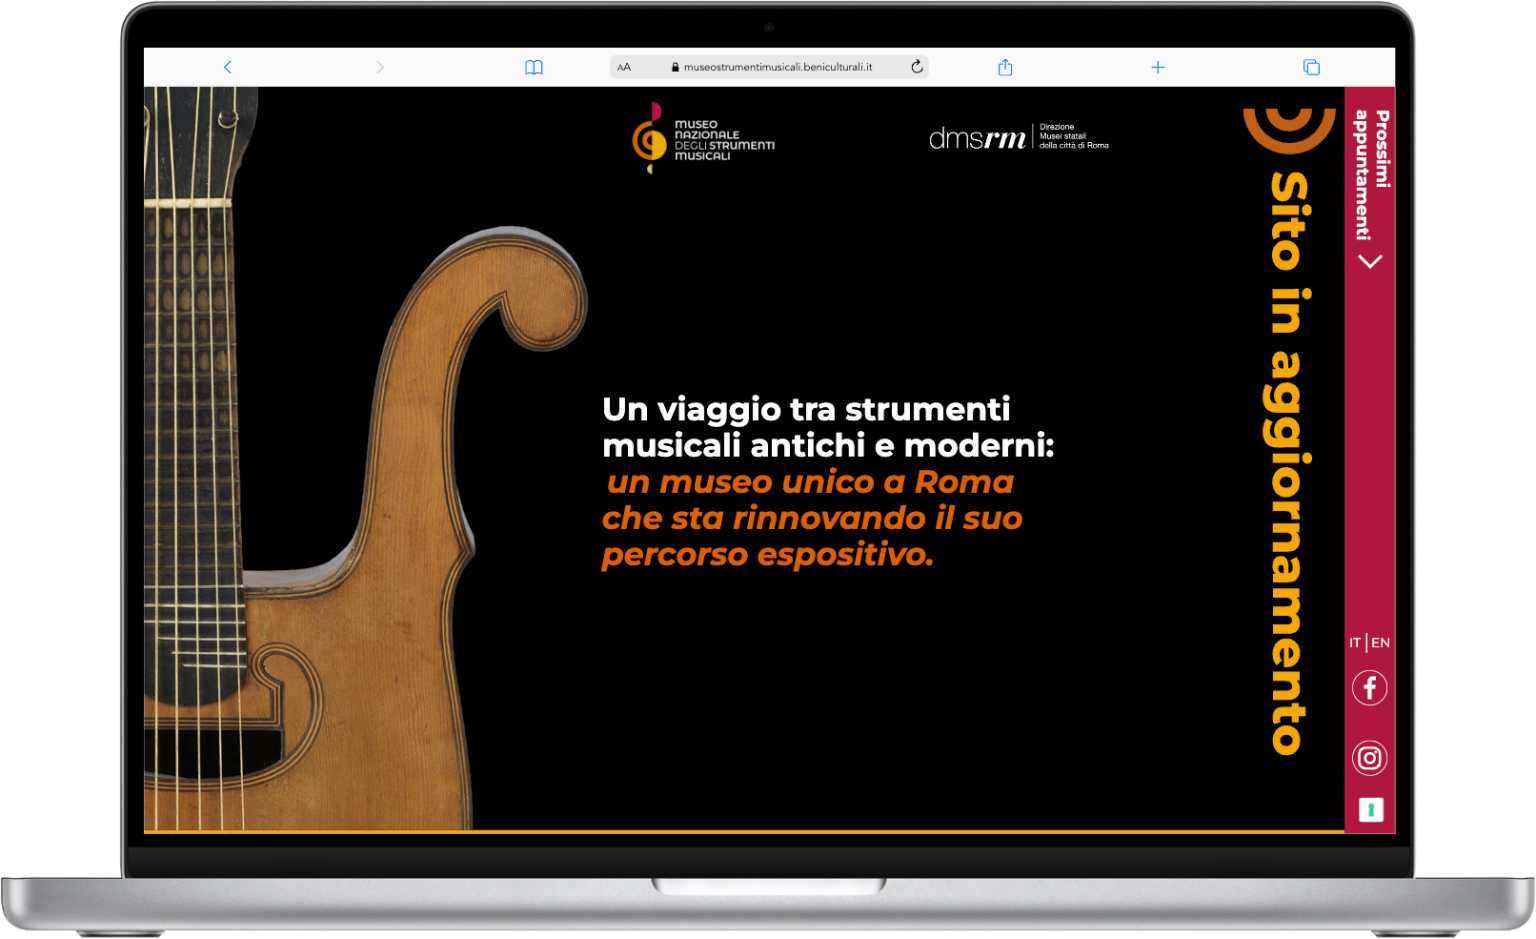 AA
museostrumentimusicali.beniculturali.it
MUSEO
NAZIONALE
DEGLI STRUMENTI
MUSICALI
dmsrm
Direzione
Musei statali
della città di Roma
Un viaggio tra strumenti
musicali antichi e moderni:
un museo unico a Roma
che sta rinnovando il suo
percorso espositivo.
Sito in aggiornamento
Prossimi
appuntamenti
IT|EN